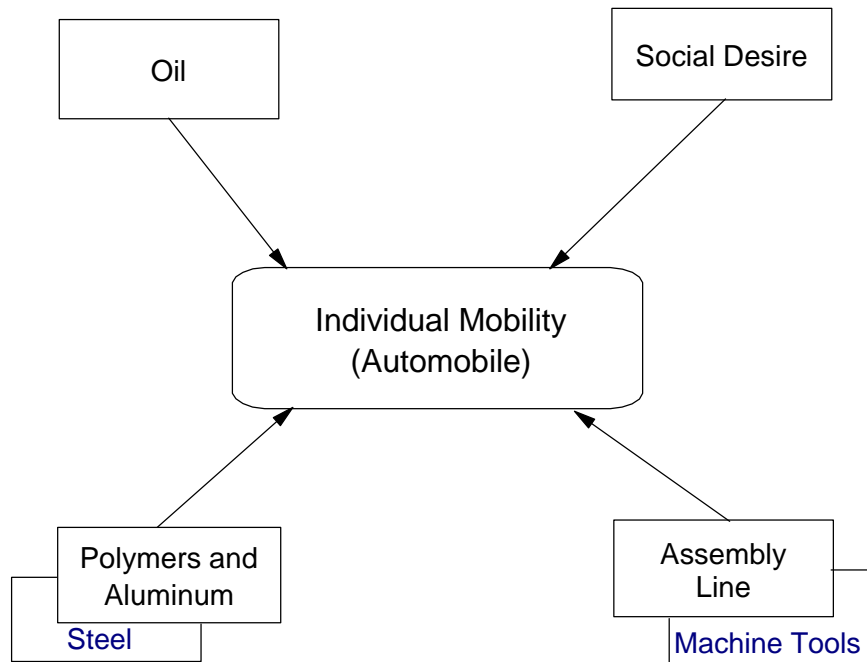 Oil
Social Desire
Individual Mobility
(Automobile)
Polymers and
Aluminum
Steel
Assembly
Line
Machine Tools